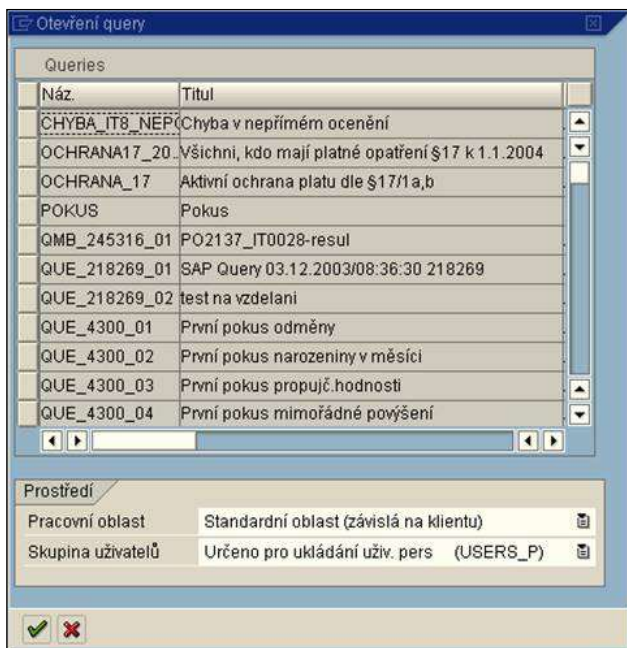 Otevření query
Queries
Náz. Titul
CHYBA_IT8_NEPO Chyba v nepřímém ocenění
OCHRANA17_20.. Všichni, kdo mají platné opatření §17 k 1.1.2004
OCHRANA_17 Aktivní ochrana platu dle §17/1a,b
POKUS Pokus
QMB_245316_01 PO2137_IT0028-resul
QUE_218269_01 SAP Query 03.12.2003/08:36:30 218269
QUE_218269_02 test na vzdelani
QUE_4300_01 První pokus odměny
QUE_4300_02 První pokus narozeniny v měsíci
QUE_4300_03 První pokus propujč.hodnosti
QUE_4300_04 První pokus mimořádné povýšení
Prostředí
Pracovní oblast Standardní oblast (závislá na klientu)
Skupina uživatelů Určeno pro ukládání uživ. pers (USERS_P)